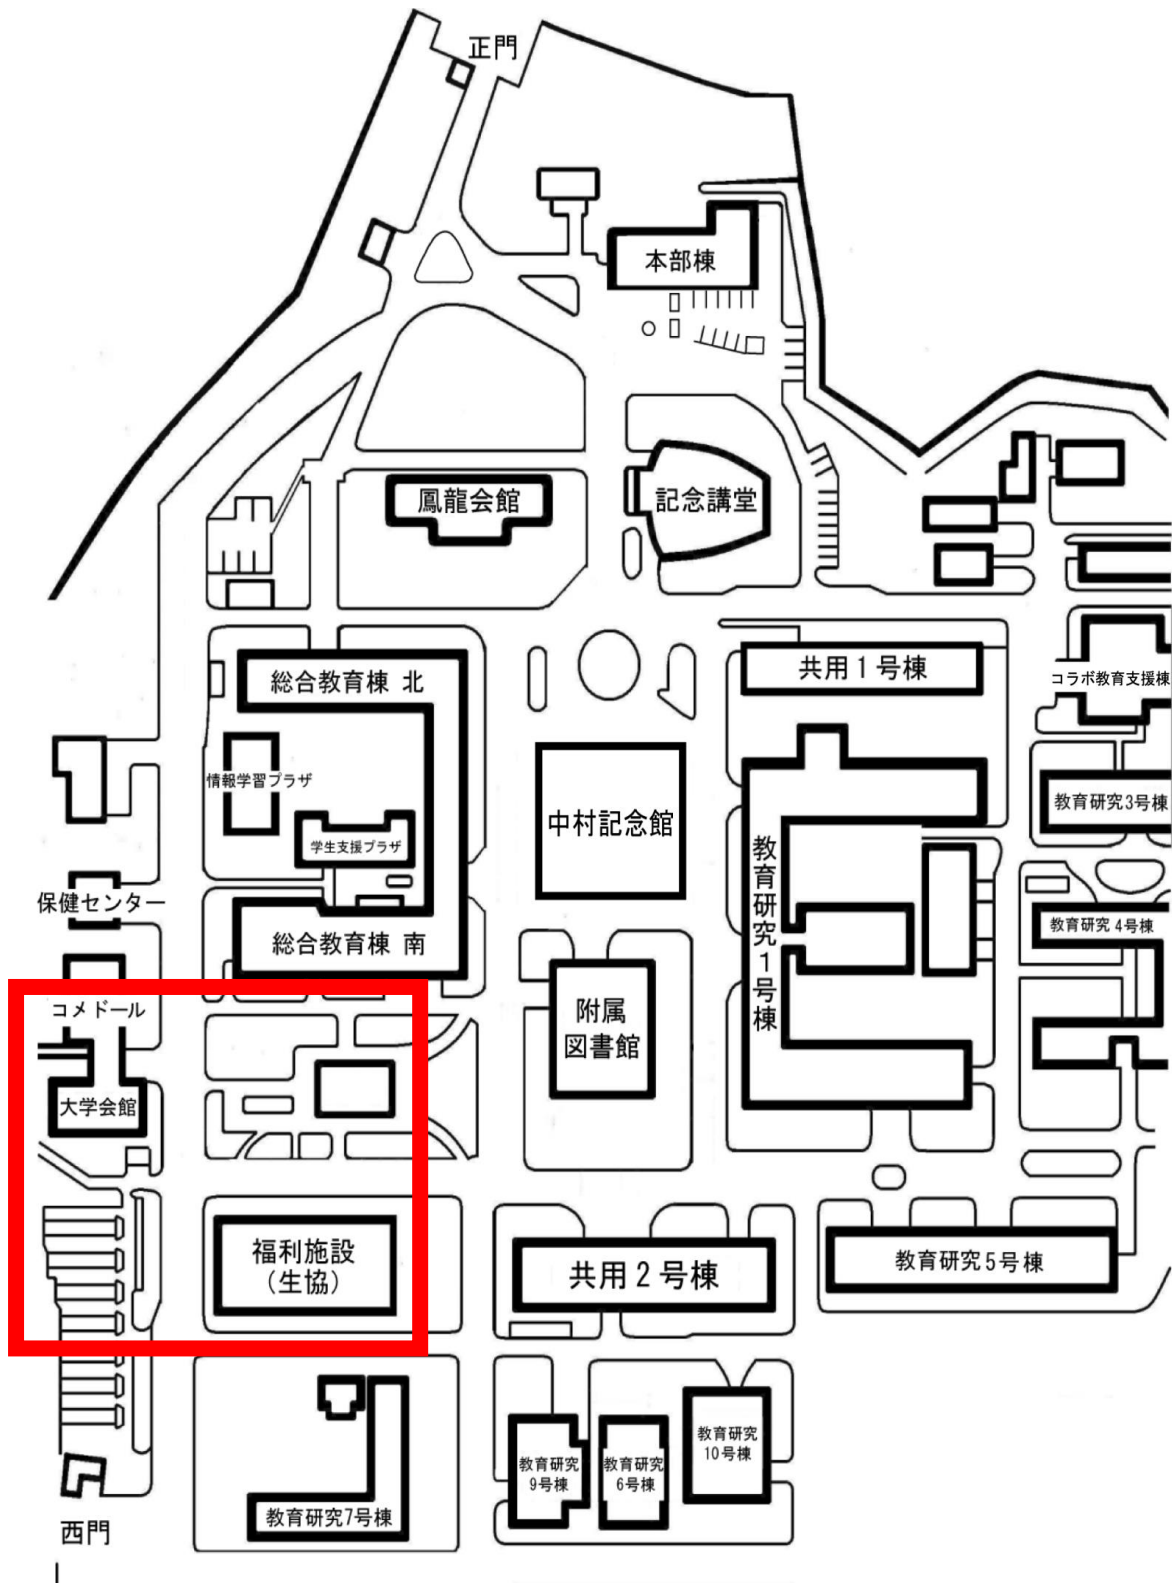 正門
本部棟
鳳龍会館
記念講堂
総合教育棟 北
共用1号棟
コラボ教育支援棟
情報学習プラザ
教育研究3号棟
中村記念館
学生支援プラザ
教育研究1号棟
保健センター
教育研究4号棟
総合教育棟 南
コメドール
附属
図書館
大学会館
福利施設
(生協)
共用2号棟
教育研究5号棟
教育研究
10号棟
教育研究
9号棟
教育研究
6号棟
教育研究7号棟
西門